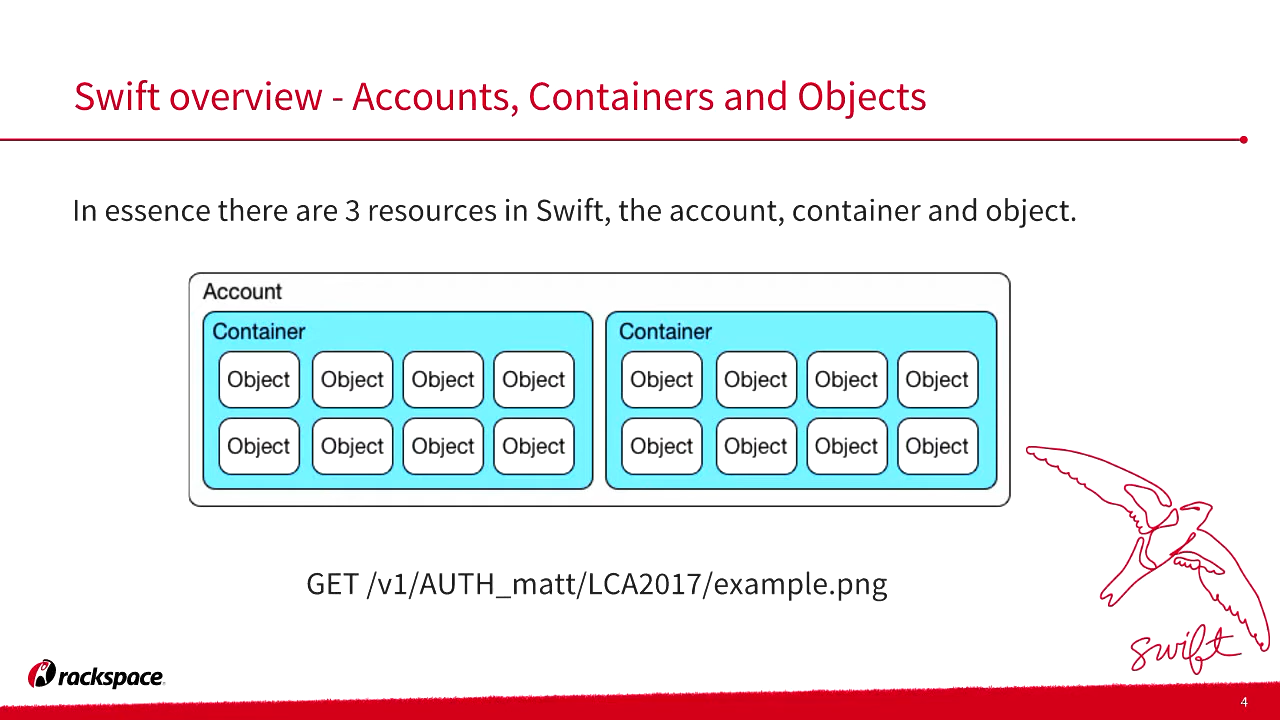 Swift overview - Accounts, Containers and Objects
In essence there are 3 resources in Swift, the account, container and object.
Account
Container
Object Object Object Object
Object Object Object Object
Container
Object Object Object Object
Object Object Object Object
GET /v1/AUTH_matt/LCA2017/example.png
swift
rackspace
4